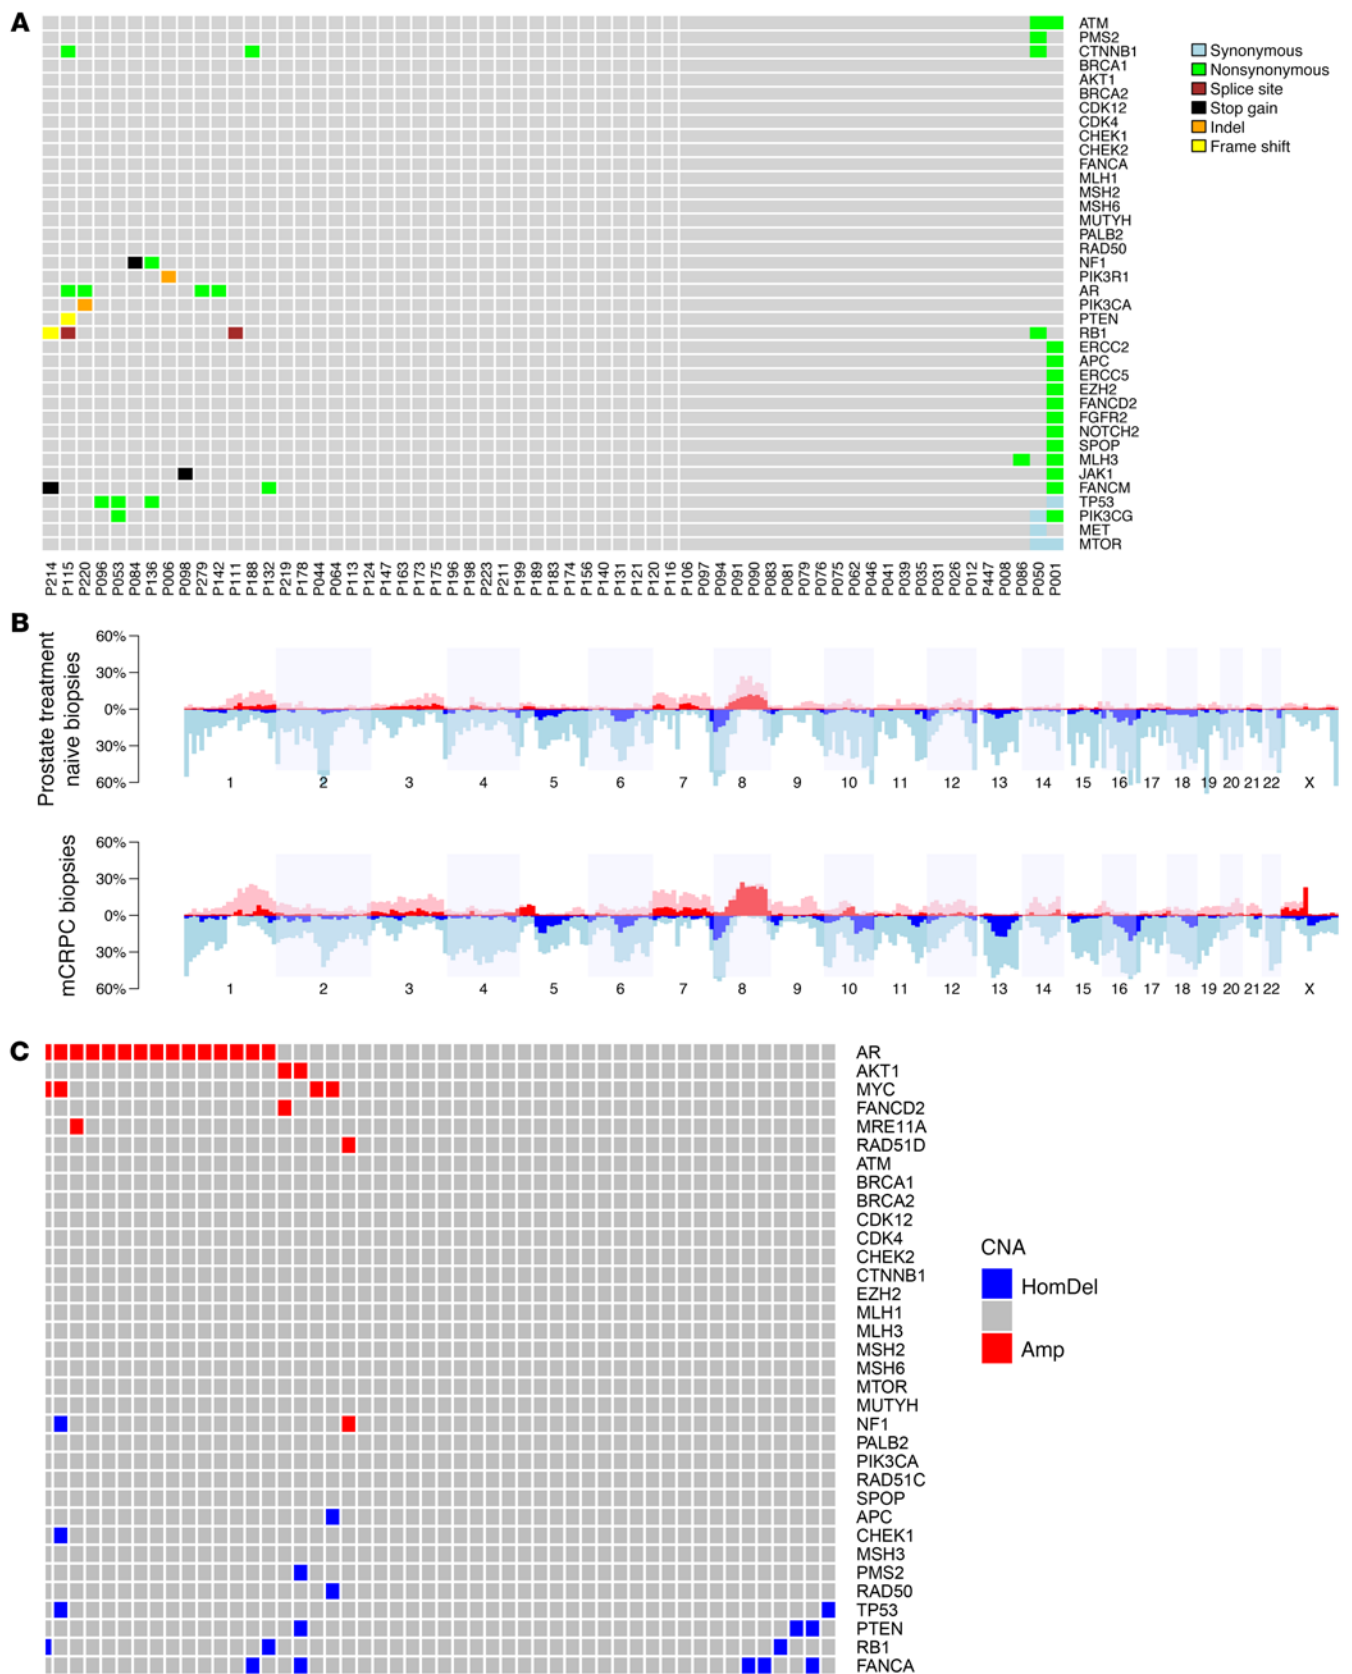 A
ATM
PMS2
CTNNB1
BRCA1
AKT1
BRCA2
CDK12
CDK4
CHEK1
CHEK2
FANCA
MLH1
MSH2
MSH6
MUTYH
PALB2
RAD50
NF1
PIK3R1
AR
PIK3CA
PTEN
RB1
ERCC2
APC
ERCC5
EZH2
FANCD2
FGFR2
NOTCH2
SPOP
MLH3
JAK1
FANCM
TP53
PIK3CG
MET
MTOR
Synonymous
Nonsynonymous
Splice site
Stop gain
Indel
Frame shift
P214 P115 P220 P096 P053 P084 P136 P006 P098 P279 P142 P111 P188 P132 P219 P178 P044 P064 P113 P124 P147 P163 P173 P175 P196 P198 P223 P211 P199 P189 P183 P174 P156 P140 P131 P121 P120 P116 P106 P097 P094 P091 P090 P083 P081 P079 P076 P075 P062 P046 P041 P039 P035 P031 P026 P012 P447 P008 P086 P050 P001
B
Prostate treatment
naive biopsies
60%
30%
0%
30%
60%
1 2 3 4 5 6 7 8 9 10 11 12 13 14 15 16 17 18 19 20 21 22 X
mCRPC biopsies
60%
30%
0%
30%
60%
1 2 3 4 5 6 7 8 9 10 11 12 13 14 15 16 17 18 19 20 21 22 X
C
AR
AKT1
MYC
FANCD2
MRE11A
RAD51D
ATM
BRCA1
BRCA2
CDK12
CDK4
CHEK2
CTNNB1
EZH2
MLH1
MLH3
MSH2
MSH6
MTOR
MUTYH
NF1
PALB2
PIK3CA
RAD51C
SPOP
APC
CHEK1
MSH3
PMS2
RAD50
TP53
PTEN
RB1
FANCA
CNA
HomDel
Amp